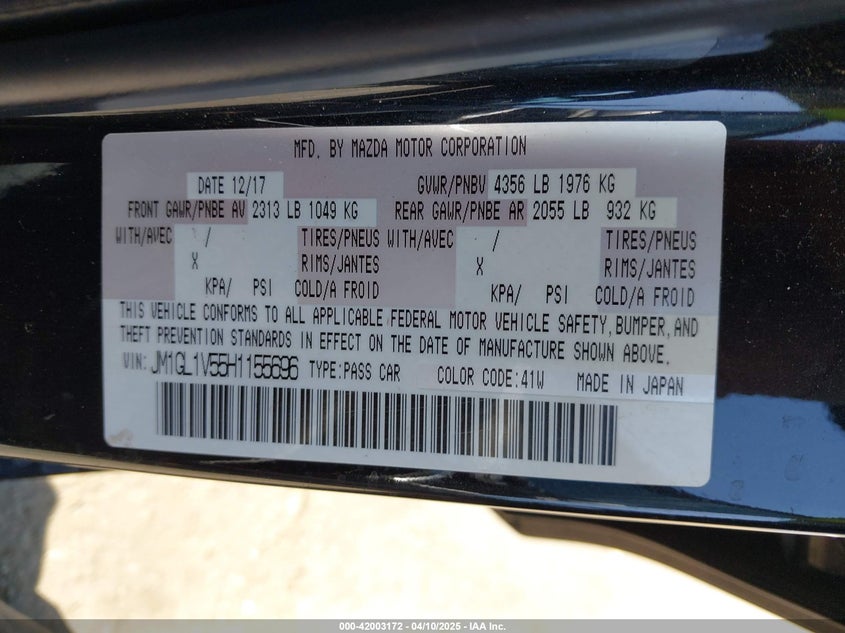 MFD. BY MAZDA MOTOR CORPORATION
DATE 12/17 GVWR/PNBV 4356 LB 1976 KG
FRONT GAWR/PNBE AV 2313 LB 1049 KG REAR GAWR/PNBE AR 2055 LB 932 KG
WITH/AVEC / TIRES/PNEUS WITH/AVEC / TIRES/PNEUS
X RIMS/JANTES X RIMS/JANTES
KPA/ PSI COLD/A FROID KPA/ PSI COLD/A FROID
THIS VEHICLE CONFORMS TO ALL APPLICABLE FEDERAL MOTOR VEHICLE SAFETY, BUMPER, AND
THEFT PREVENTION STANDARDS IN EFFECT ON THE DATE OF MANUFACTURE SHOWN ABOVE.
VIN: JM1GL1V55H1155696 TYPE:PASS CAR COLOR CODE:41W MADE IN JAPAN
000-42003172 - 04/10/2025 - IAA Inc.